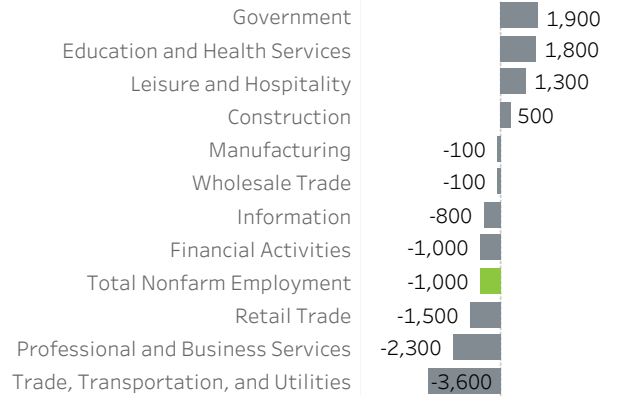 Government 1,900
Education and Health Services 1,800
Leisure and Hospitality 1,300
Construction 500
Manufacturing -100
Wholesale Trade -100
Information -800
Financial Activities -1,000
Total Nonfarm Employment -1,000
Retail Trade -1,500
Professional and Business Services -2,300
Trade, Transportation, and Utilities -3,600